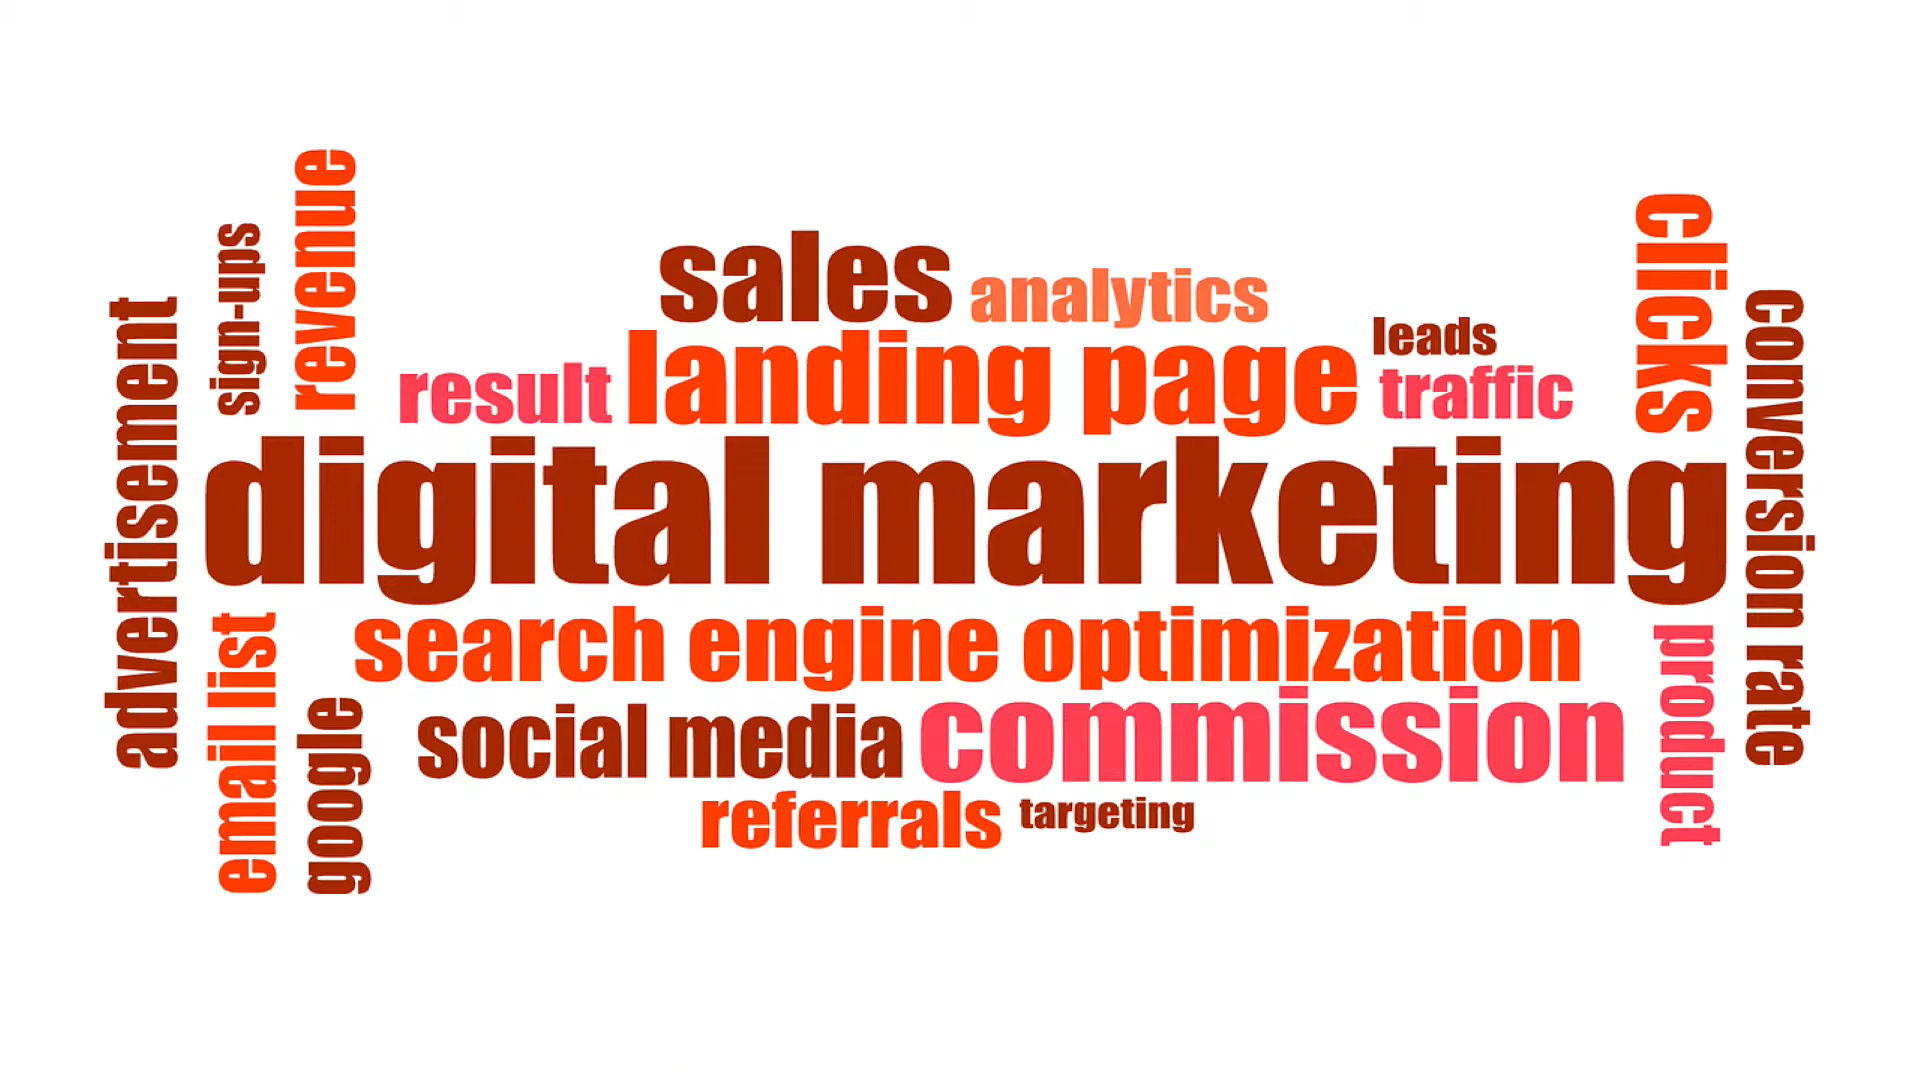 advertisement
sign-ups
revenue
sales
analytics
result
landing page
leads
traffic
clicks
conversion rate
digital marketing
email list
google
search engine optimization
social media
commission
product
referrals
targeting